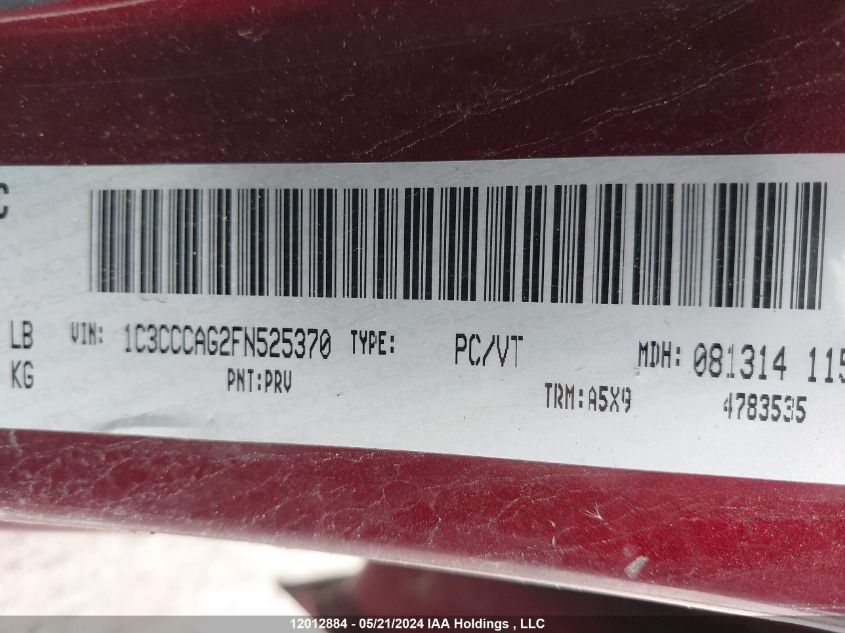 C
LB VIN: 1C3CCCAG2FN525370 TYPE: PC/VT MDH: 081314 115
KG PNT:PRV TRM:A5X9 4783535
12012884 - 05/21/2024 IAA Holdings , LLC